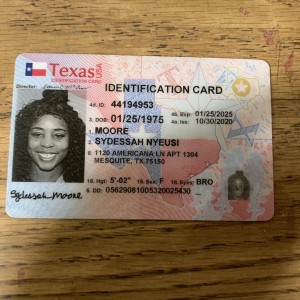 Texas USA
IDENTIFICATION CARD
Director:
4d. ID: 44194953
3. DOB: 01/25/1975
4b. Exp: 01/25/2025
4a. Iss: 10/30/2020
1. MOORE
2. SYDESSAH NYEUSI
8. 1120 AMERICANA LN APT 1304
MESQUITE, TX 75150
16. Hgt: 5'-02" 15. Sex: F 18. Eyes: BRO
5. DD: 05629081005320025430
Sydessah Moore